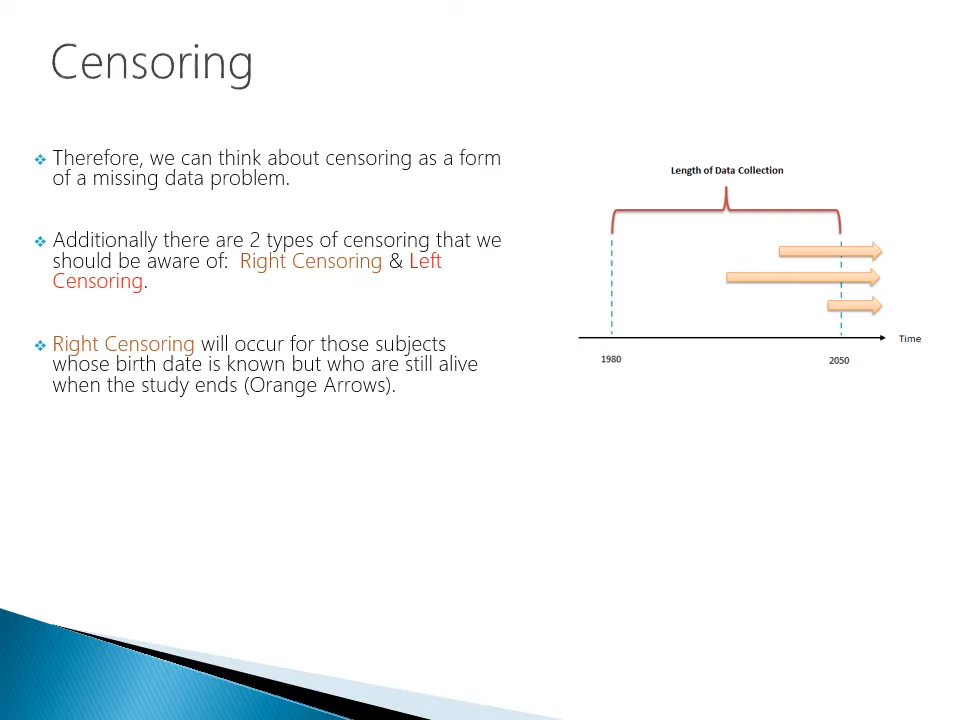 Censoring
Therefore, we can think about censoring as a form
of a missing data problem.
Additionally there are 2 types of censoring that we
should be aware of:  Right Censoring & Left
Censoring.
Right Censoring will occur for those subjects
whose birth date is known but who are still alive
when the study ends (Orange Arrows).
Length of Data Collection
Time
1980
2050